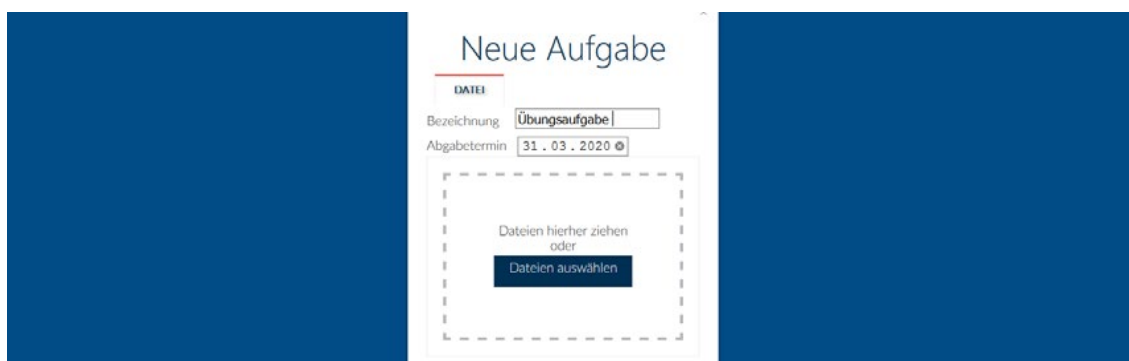 Neue Aufgabe
DATEI
Bezeichnung Übungsaufgabe
Abgabetermin 31.03.2020
Dateien hierher ziehen
oder
Dateien auswählen